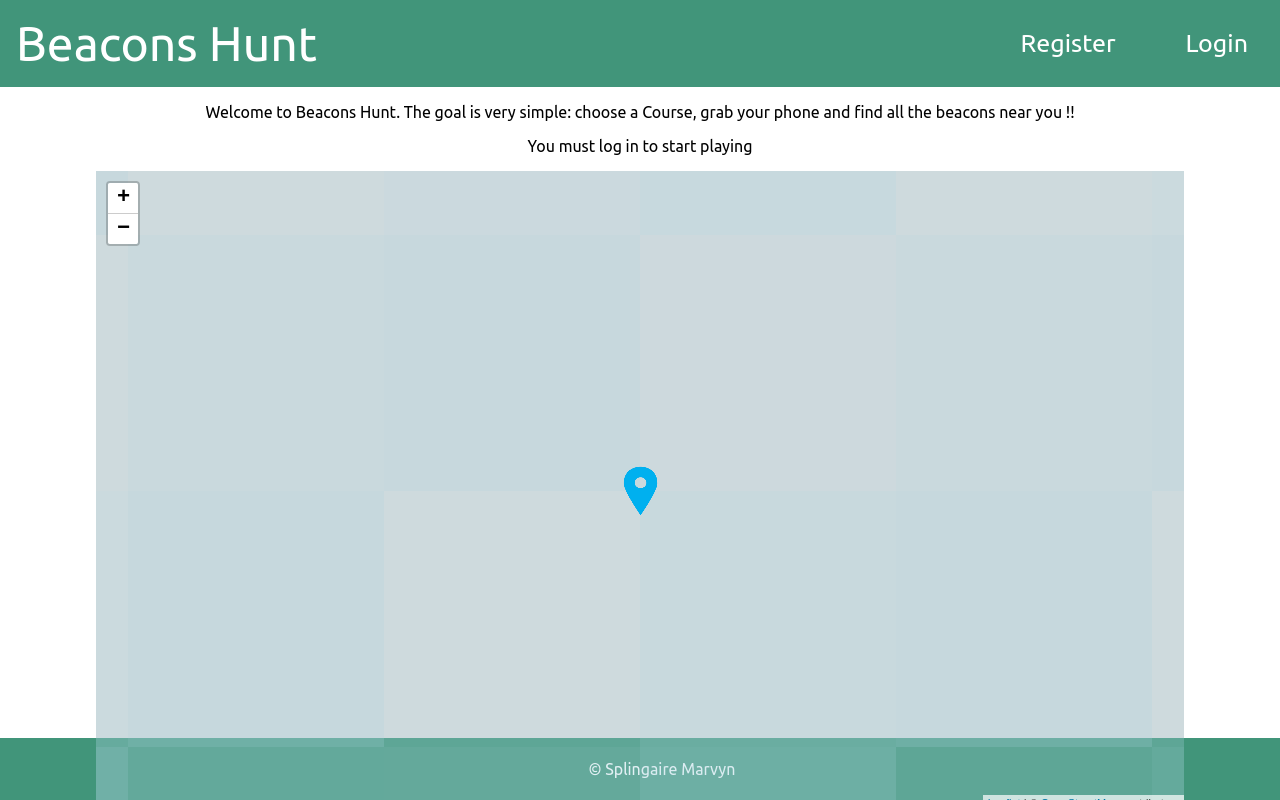 Beacons Hunt
Register
Login
Welcome to Beacons Hunt. The goal is very simple: choose a Course, grab your phone and find all the beacons near you !!
You must log in to start playing
+
−
© Splingaire Marvyn